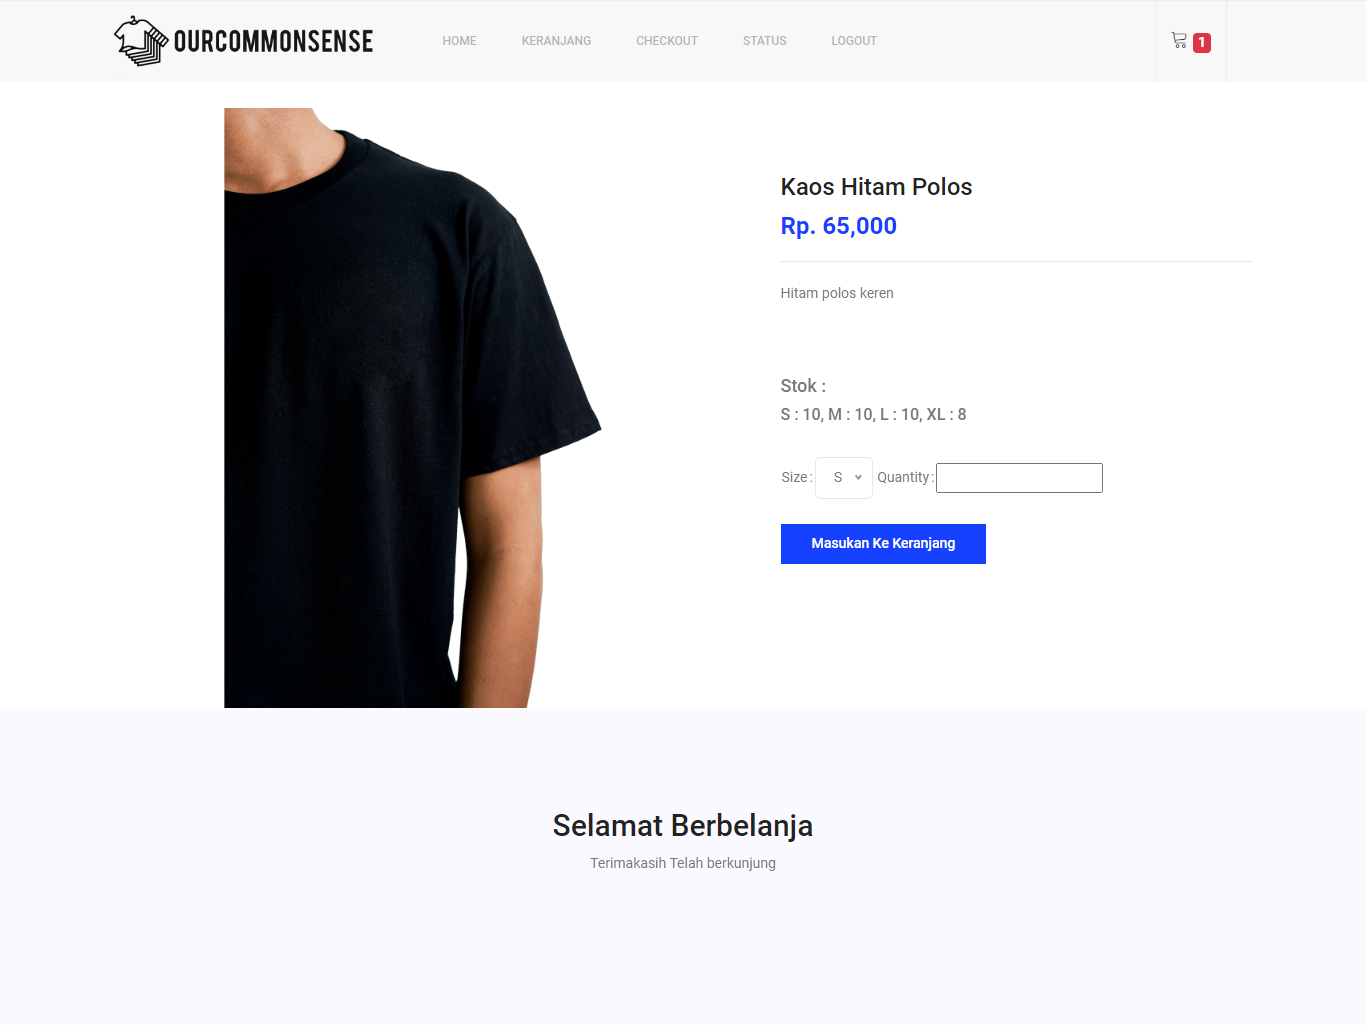 OURCOMMONSENSE
HOME KERANJANG CHECKOUT STATUS LOGOUT
1
Kaos Hitam Polos
Rp. 65,000
Hitam polos keren
Stok :
S : 10, M : 10, L : 10, XL : 8
Size : S Quantity :
Masukan Ke Keranjang
Selamat Berbelanja
Terimakasih Telah berkunjung